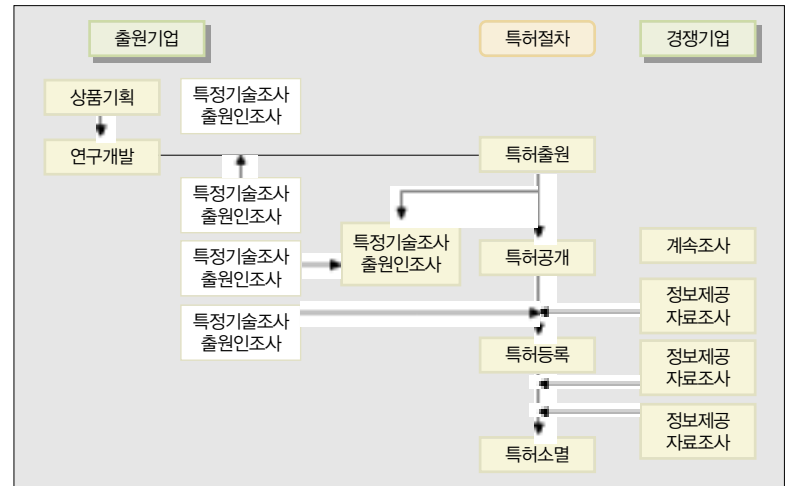 출원기업
특허절차
경쟁기업
상품기획
특정기술조사
출원인조사
연구개발
특허출원
특정기술조사
출원인조사
특정기술조사
출원인조사
특정기술조사
출원인조사
특허공개
계속조사
정보제공
자료조사
특정기술조사
출원인조사
특허등록
정보제공
자료조사
정보제공
자료조사
특허소멸